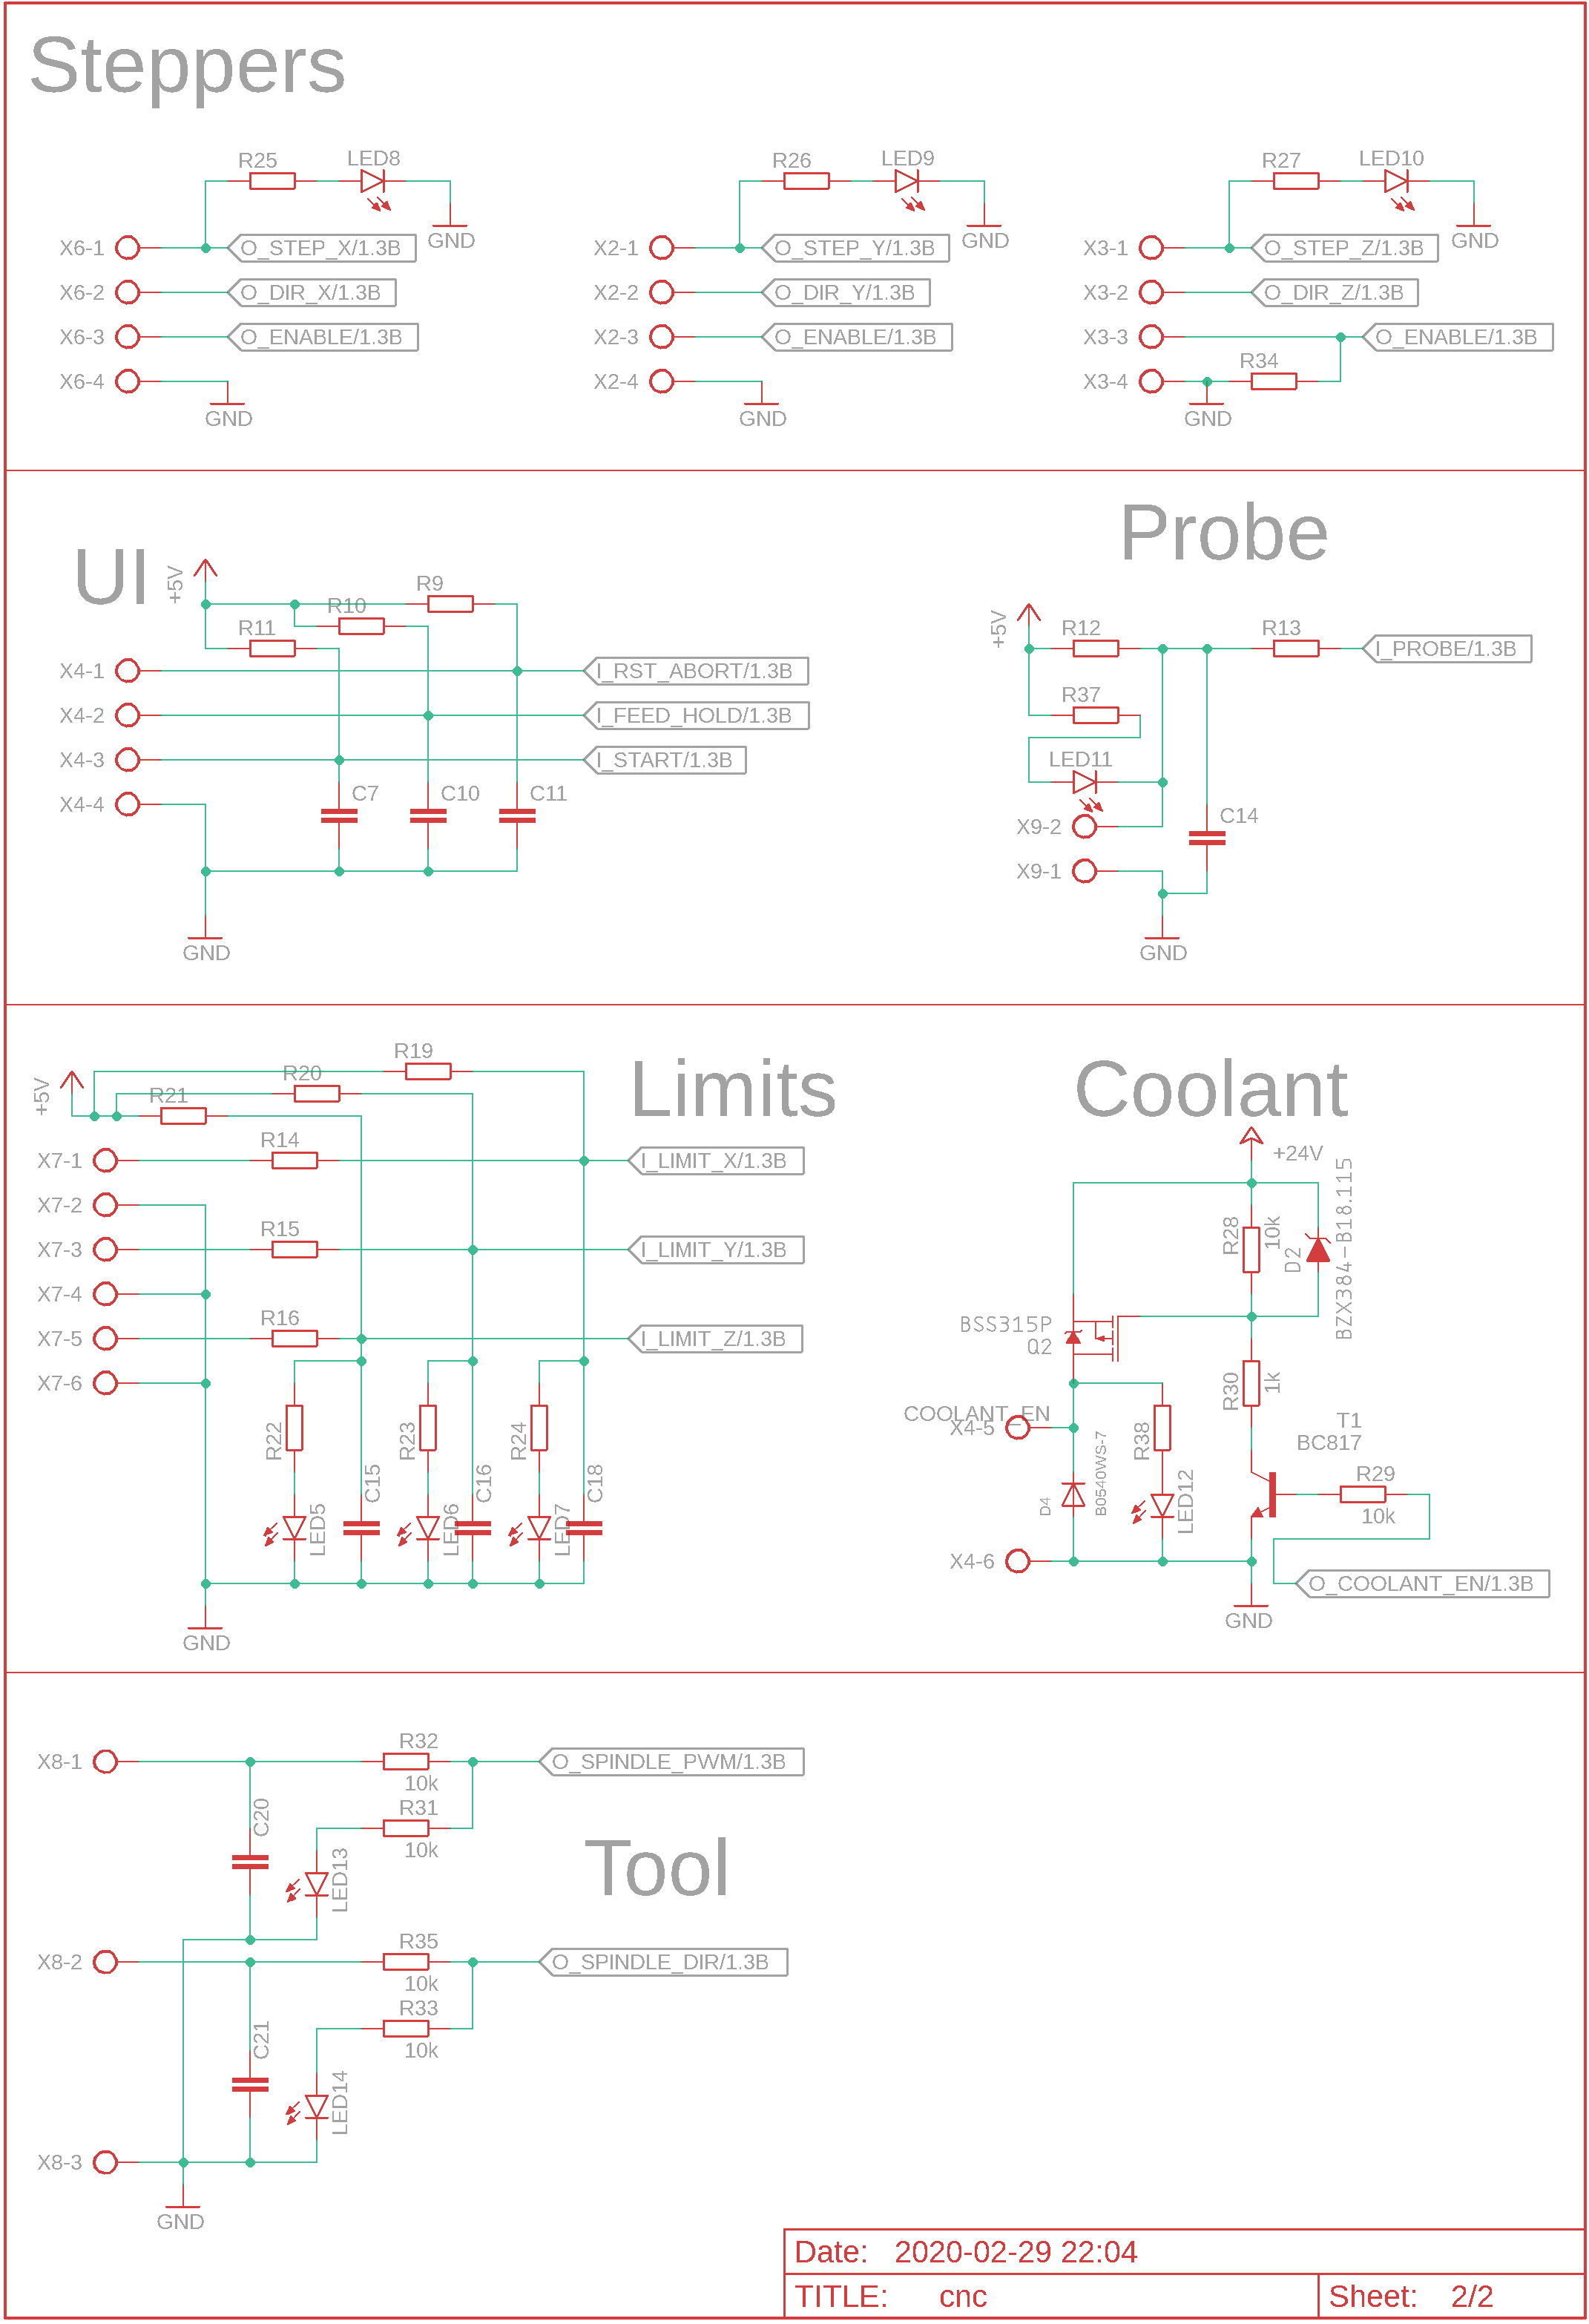 Steppers
R25 LED8 R26 LED9 R27 LED10
X6-1 O_STEP_X/1.3B GND X2-1 O_STEP_Y/1.3B GND X3-1 O_STEP_Z/1.3B GND
X6-2 O_DIR_X/1.3B X2-2 O_DIR_Y/1.3B X3-2 O_DIR_Z/1.3B
X6-3 O_ENABLE/1.3B X2-3 O_ENABLE/1.3B X3-3 O_ENABLE/1.3B
R34
X6-4 X2-4 X3-4
GND GND GND
UI
+5V
R9
R10
R11
X4-1 I_RST_ABORT/1.3B
X4-2 I_FEED_HOLD/1.3B
X4-3 I_START/1.3B
C7 C10 C11
X4-4
GND
Probe
+5V
R12 R13
I_PROBE/1.3B
R37
LED11
X9-2
C14
X9-1
GND
Limits
+5V
R19
R20
R21
R14
X7-1 I_LIMIT_X/1.3B
X7-2
R15
X7-3 I_LIMIT_Y/1.3B
X7-4
R16
X7-5 I_LIMIT_Z/1.3B
X7-6
R22 R23 R24
C15 C16 C18
LED5 LED6 LED7
GND
Coolant
+24V
R28
10k
D2
BZX384-B18.115
BSS315P
Q2
R30
1k
COOLANT_EN
X4-5
R38
T1
BC817
D4
B0540WS-7
LED12
R29
10k
X4-6
O_COOLANT_EN/1.3B
GND
Tool
R32
X8-1 O_SPINDLE_PWM/1.3B
10k
C20
R31
10k
LED13
R35
X8-2 O_SPINDLE_DIR/1.3B
10k
C21
R33
10k
LED14
X8-3
GND
Date: 2020-02-29 22:04
TITLE: cnc Sheet: 2/2